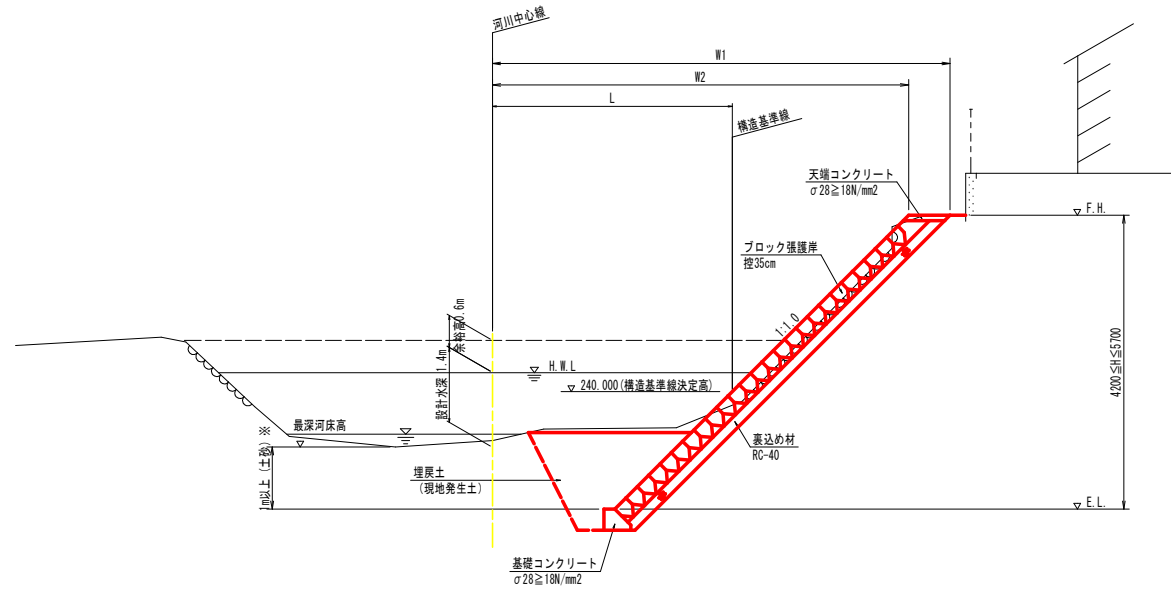 河川中心線
W1
W2
L
構造基準線
天端コンクリート
σ28≧18N/mm2
F.H.
ブロック張護岸
控35cm
余裕高0.6m
1:1.0
4200≦H≦5700
H.W.L
設計水深 1.4m
240.000(構造基準線決定高)
最深河床高
1m以上 (土砂) ※
裏込め材
RC-40
埋戻土
(現地発生土)
E.L.
基礎コンクリート
σ28≧18N/mm2